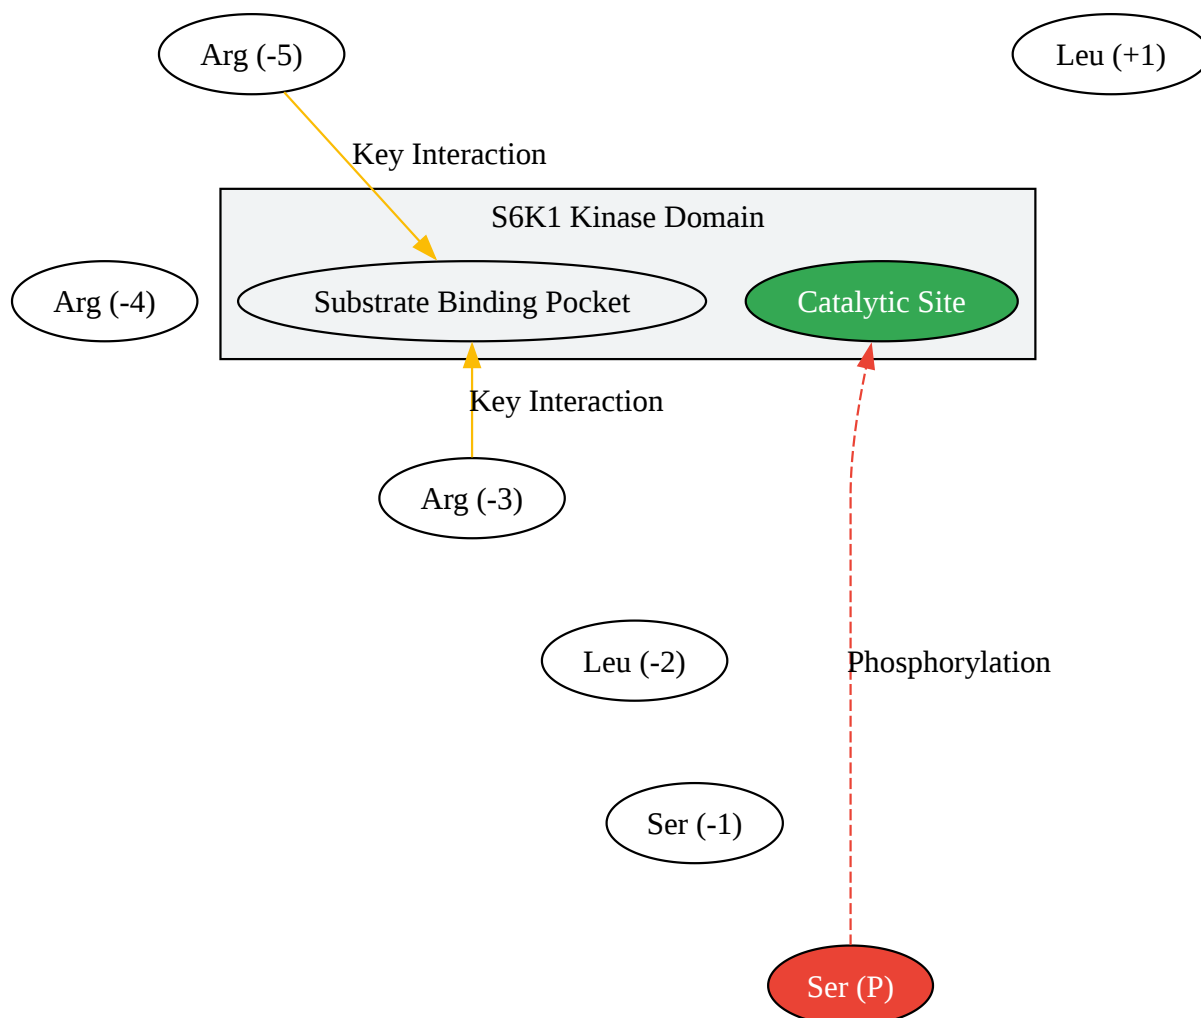 Arg (-5)
Leu (+1)
Key Interaction
S6K1 Kinase Domain
Arg (-4)
Substrate Binding Pocket
Catalytic Site
Key Interaction
Arg (-3)
Leu (-2)
Phosphorylation
Ser (-1)
Ser (P)